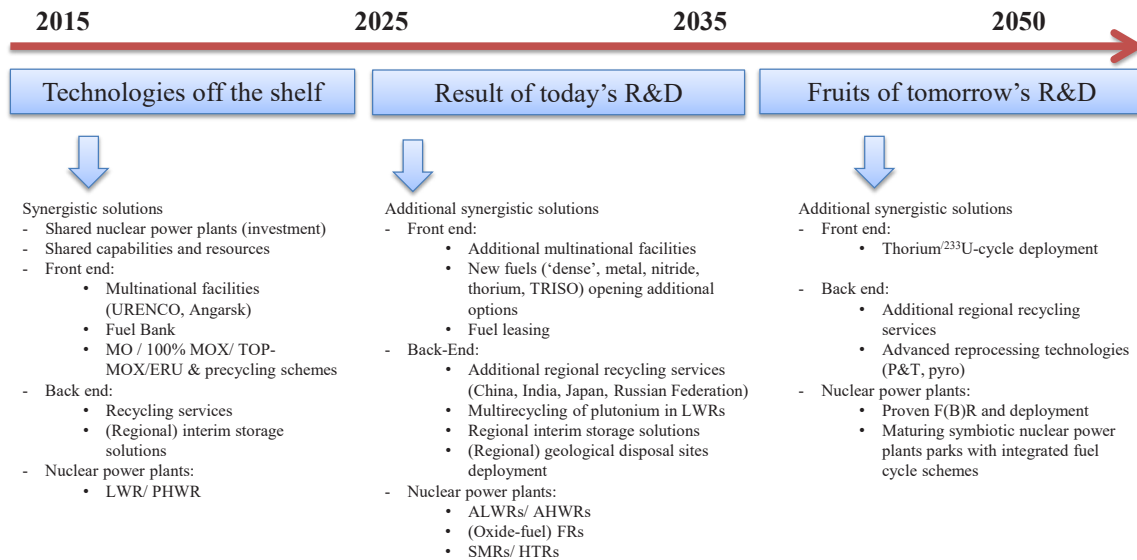 2015
2025
2035
2050
Technologies off the shelf
Result of today's R&D
Fruits of tomorrow's R&D
Synergistic solutions
- Shared nuclear power plants (investment)
- Shared capabilities and resources
- Front end:
• Multinational facilities
(URENCO, Angarsk)
• Fuel Bank
• MO / 100% MOX/ TOP-
MOX/ERU & precycling schemes
- Back end:
• Recycling services
• (Regional) interim storage
solutions
- Nuclear power plants:
• LWR/ PHWR
Additional synergistic solutions
- Front end:
• Additional multinational facilities
• New fuels ('dense', metal, nitride,
thorium, TRISO) opening additional
options
• Fuel leasing
- Back-End:
• Additional regional recycling services
(China, India, Japan, Russian Federation)
• Multirecycling of plutonium in LWRs
• Regional interim storage solutions
• (Regional) geological disposal sites
deployment
- Nuclear power plants:
• ALWRs/ AHWRs
• (Oxide-fuel) FRs
• SMRs/ HTRs
Additional synergistic solutions
- Front end:
• Thorium/²³³U-cycle deployment
- Back end:
• Additional regional recycling
services
• Advanced reprocessing technologies
(P&T, pyro)
- Nuclear power plants:
• Proven F(B)R and deployment
• Maturing symbiotic nuclear power
plants parks with integrated fuel
cycle schemes